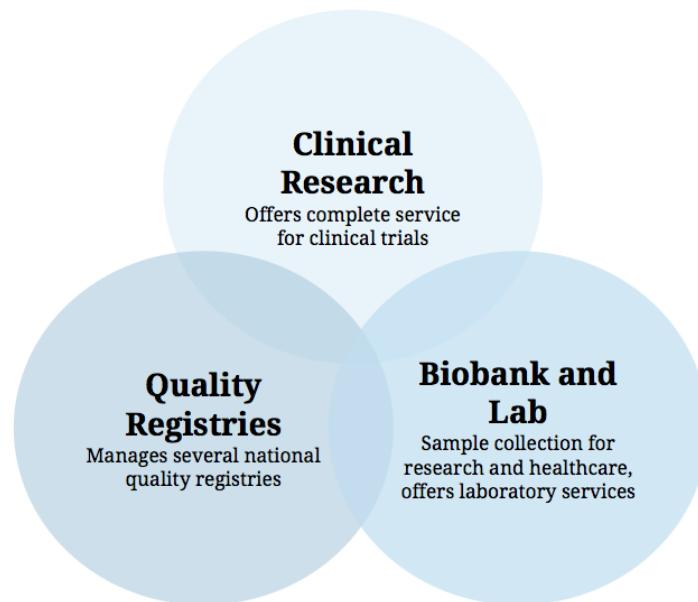 Clinical
Research
Offers complete service
for clinical trials
Quality
Registries
Manages several national
quality registries
Biobank and
Lab
Sample collection for
research and healthcare,
offers laboratory services